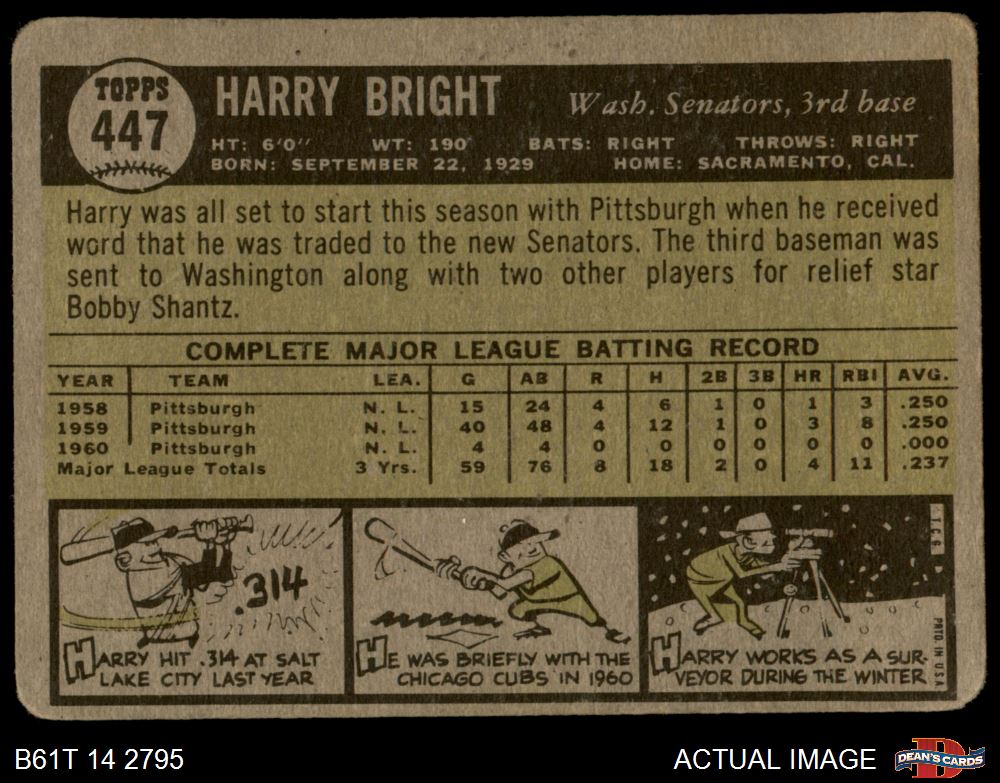 TOPPS
447
HARRY BRIGHT
Wash. Senators, 3rd base
HT: 6'0" WT: 190 BATS: RIGHT THROWS: RIGHT
BORN: SEPTEMBER 22, 1929 HOME: SACRAMENTO, CAL.
Harry was all set to start this season with Pittsburgh when he received
word that he was traded to the new Senators. The third baseman was
sent to Washington along with two other players for relief star
Bobby Shantz.
COMPLETE MAJOR LEAGUE BATTING RECORD
YEAR TEAM LEA. G AB R H 2B 3B HR RBI AVG.
1958 Pittsburgh N. L. 15 24 4 6 1 0 1 3 .250
1959 Pittsburgh N. L. 40 48 4 12 1 0 3 8 .250
1960 Pittsburgh N. L. 4 4 0 0 0 0 0 0 .000
Major League Totals 3 Yrs. 59 76 8 18 2 0 4 11 .237
.314
HARRY HIT .314 AT SALT
LAKE CITY LAST YEAR
HE WAS BRIEFLY WITH THE
CHICAGO CUBS IN 1960
HARRY WORKS AS A SUR-
VEYOR DURING THE WINTER
T.C.G.
PRTD. IN U.S.A.
B61T 14 2795
ACTUAL IMAGE
DEAN'S CARDS